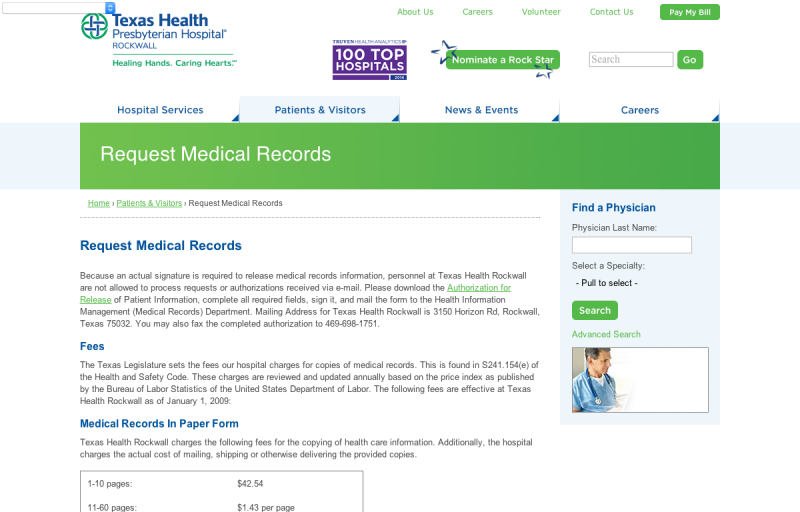 Texas Health
Presbyterian Hospital®
ROCKWALL
Healing Hands. Caring Hearts.℠
About Us
Careers
Volunteer
Contact Us
Pay My Bill
TRUVEN HEALTH ANALYTICS
100 TOP
HOSPITALS
2014
Nominate a Rock Star
Search
Go
Hospital Services
Patients & Visitors
News & Events
Careers
Request Medical Records
Home › Patients & Visitors › Request Medical Records
Request Medical Records
Because an actual signature is required to release medical records information, personnel at Texas Health Rockwall
are not allowed to process requests or authorizations received via e-mail. Please download the Authorization for
Release of Patient Information, complete all required fields, sign it, and mail the form to the Health Information
Management (Medical Records) Department. Mailing Address for Texas Health Rockwall is 3150 Horizon Rd, Rockwall,
Texas 75032. You may also fax the completed authorization to 469-698-1751.
Fees
The Texas Legislature sets the fees our hospital charges for copies of medical records. This is found in S241.154(e) of
the Health and Safety Code. These charges are reviewed and updated annually based on the price index as published
by the Bureau of Labor Statistics of the United States Department of Labor. The following fees are effective at Texas
Health Rockwall as of January 1, 2009:
Medical Records In Paper Form
Texas Health Rockwall charges the following fees for the copying of health care information. Additionally, the hospital
charges the actual cost of mailing, shipping or otherwise delivering the provided copies.
1-10 pages: $42.54
11-60 pages: $1.43 per page
Find a Physician
Physician Last Name:
Select a Specialty:
- Pull to select -
Search
Advanced Search